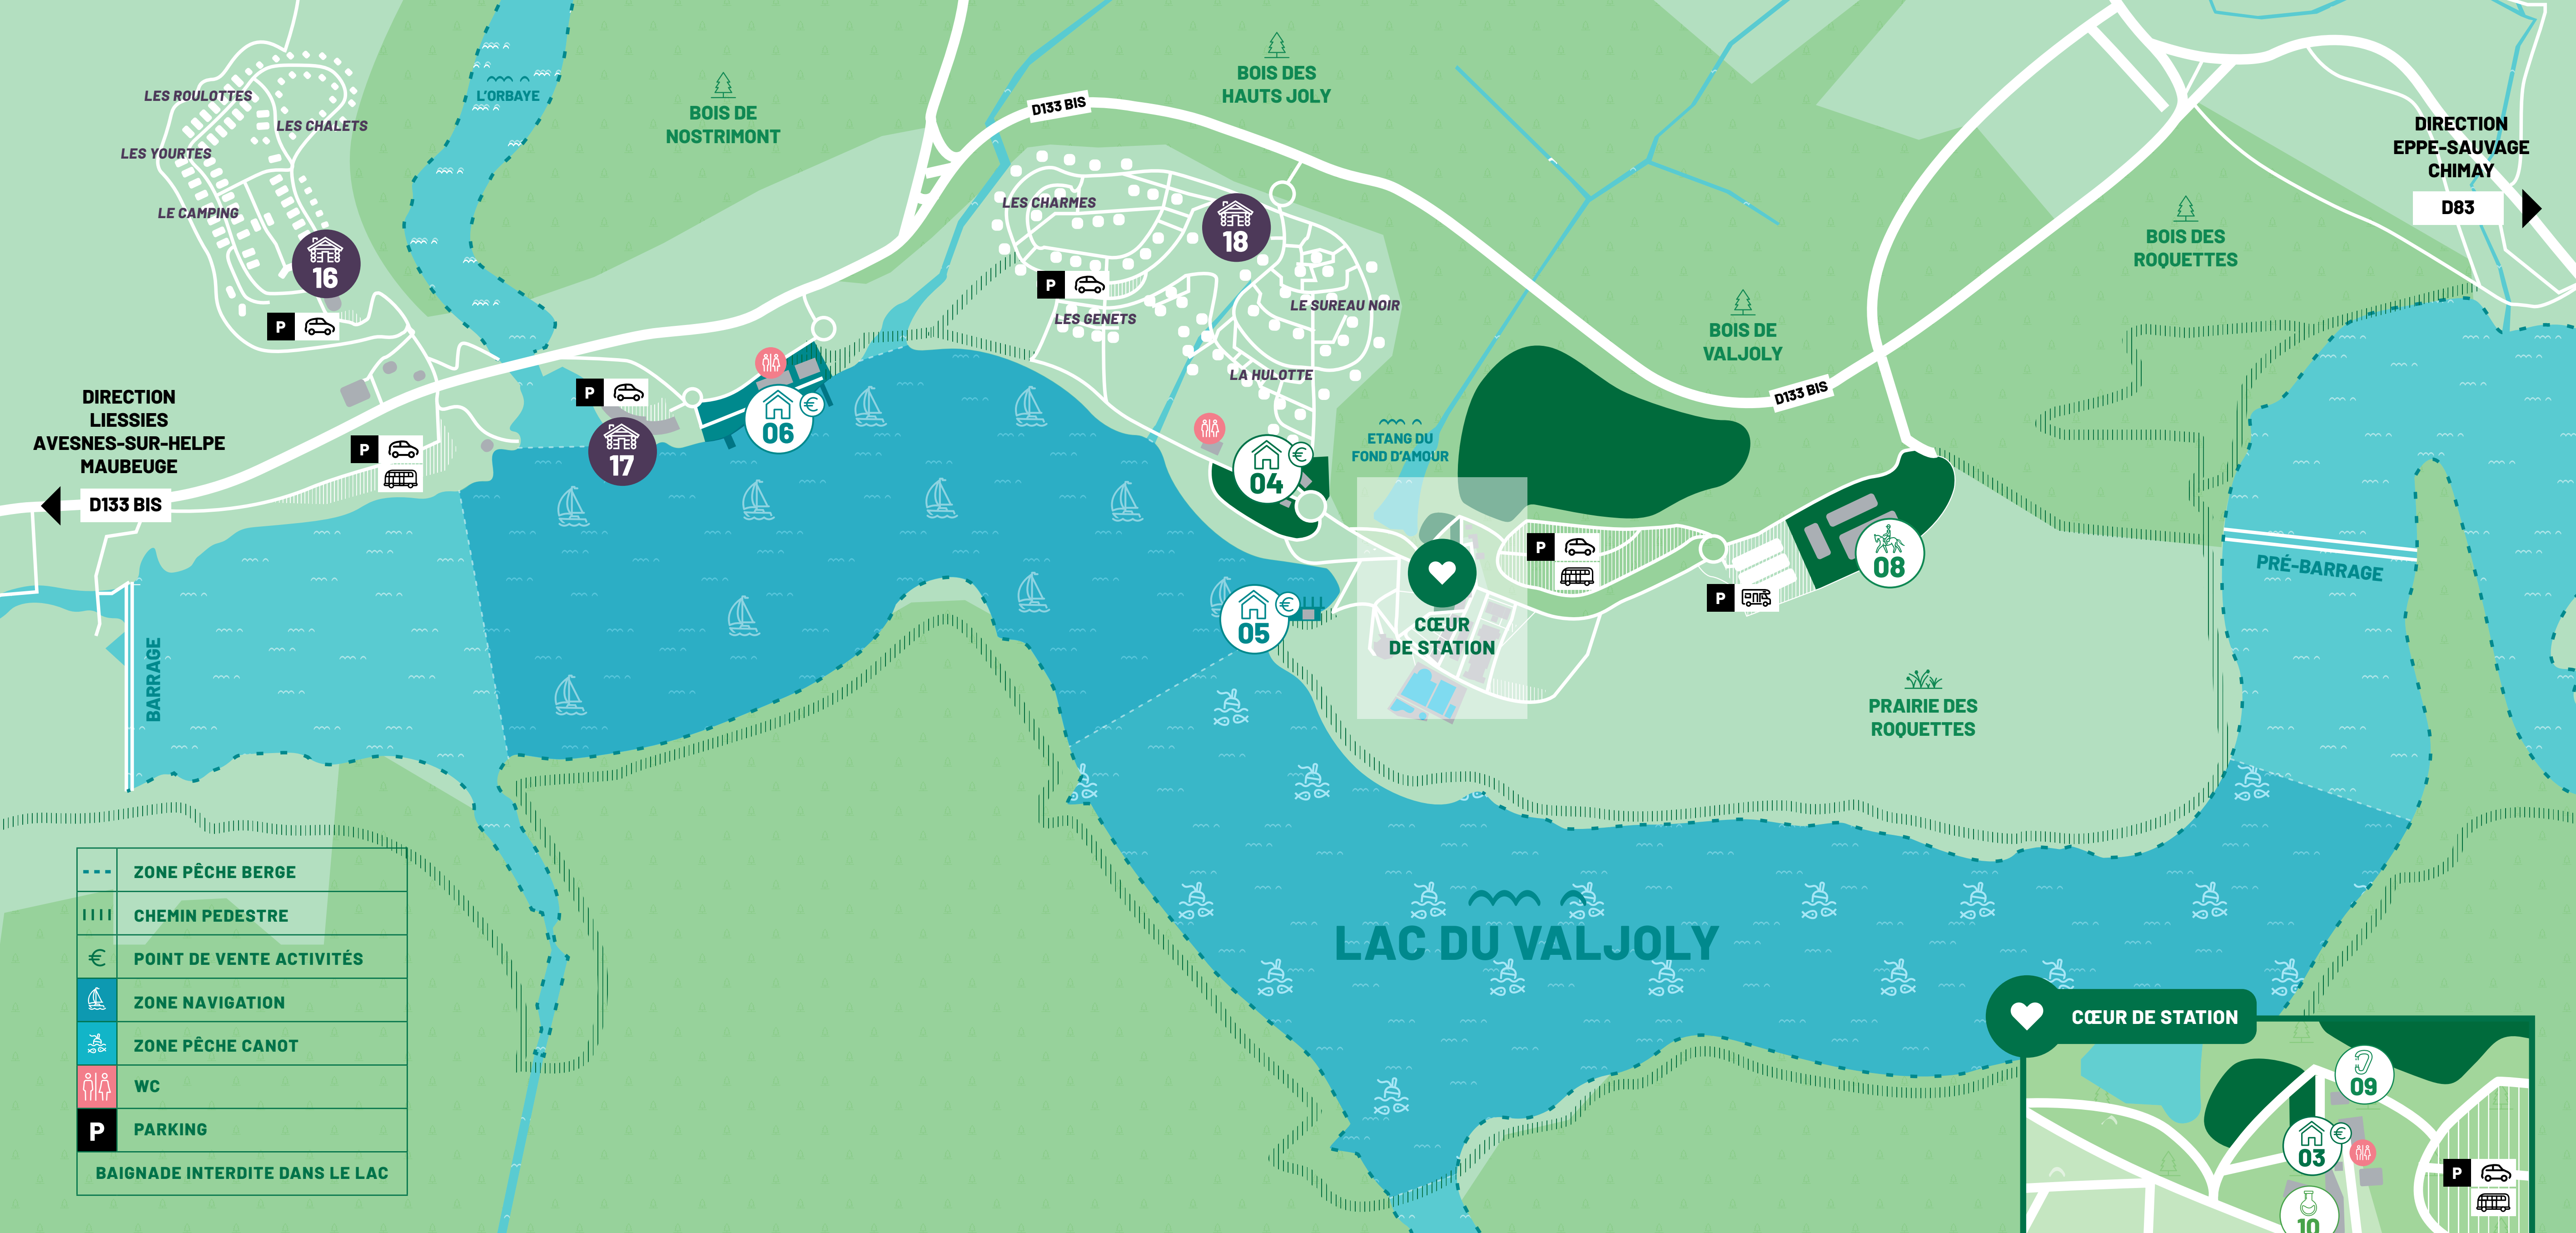 BOIS DES
HAUTS JOLY
LES ROULOTTES
L'ORBAYE
LES CHALETS
BOIS DE
NOSTRIMONT
D133 BIS
LES YOURTES
LE CAMPING
16
P
DIRECTION
EPPE-SAUVAGE
CHIMAY
D83
LES CHARMES
18
BOIS DES
ROQUETTES
P
LES GENETS
LE SUREAU NOIR
LA HULOTTE
BOIS DE
VALJOLY
D133 BIS
DIRECTION
LIESSIES
AVESNES-SUR-HELPE
MAUBEUGE
D133 BIS
P
P
17
€
06
€
04
ETANG DU
FOND D'AMOUR
P
P
08
PRÉ-BARRAGE
€
05
CŒUR
DE STATION
BARRAGE
PRAIRIE DES
ROQUETTES
LAC DU VALJOLY
ZONE PÊCHE BERGE
CHEMIN PEDESTRE
€ POINT DE VENTE ACTIVITÉS
ZONE NAVIGATION
ZONE PÊCHE CANOT
WC
P PARKING
BAIGNADE INTERDITE DANS LE LAC
CŒUR DE STATION
09
€
03
P
10